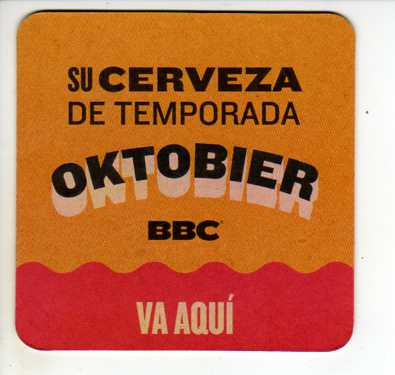 SU CERVEZA
DE TEMPORADA
OKTOBIER
BBC
VA AQUÍ